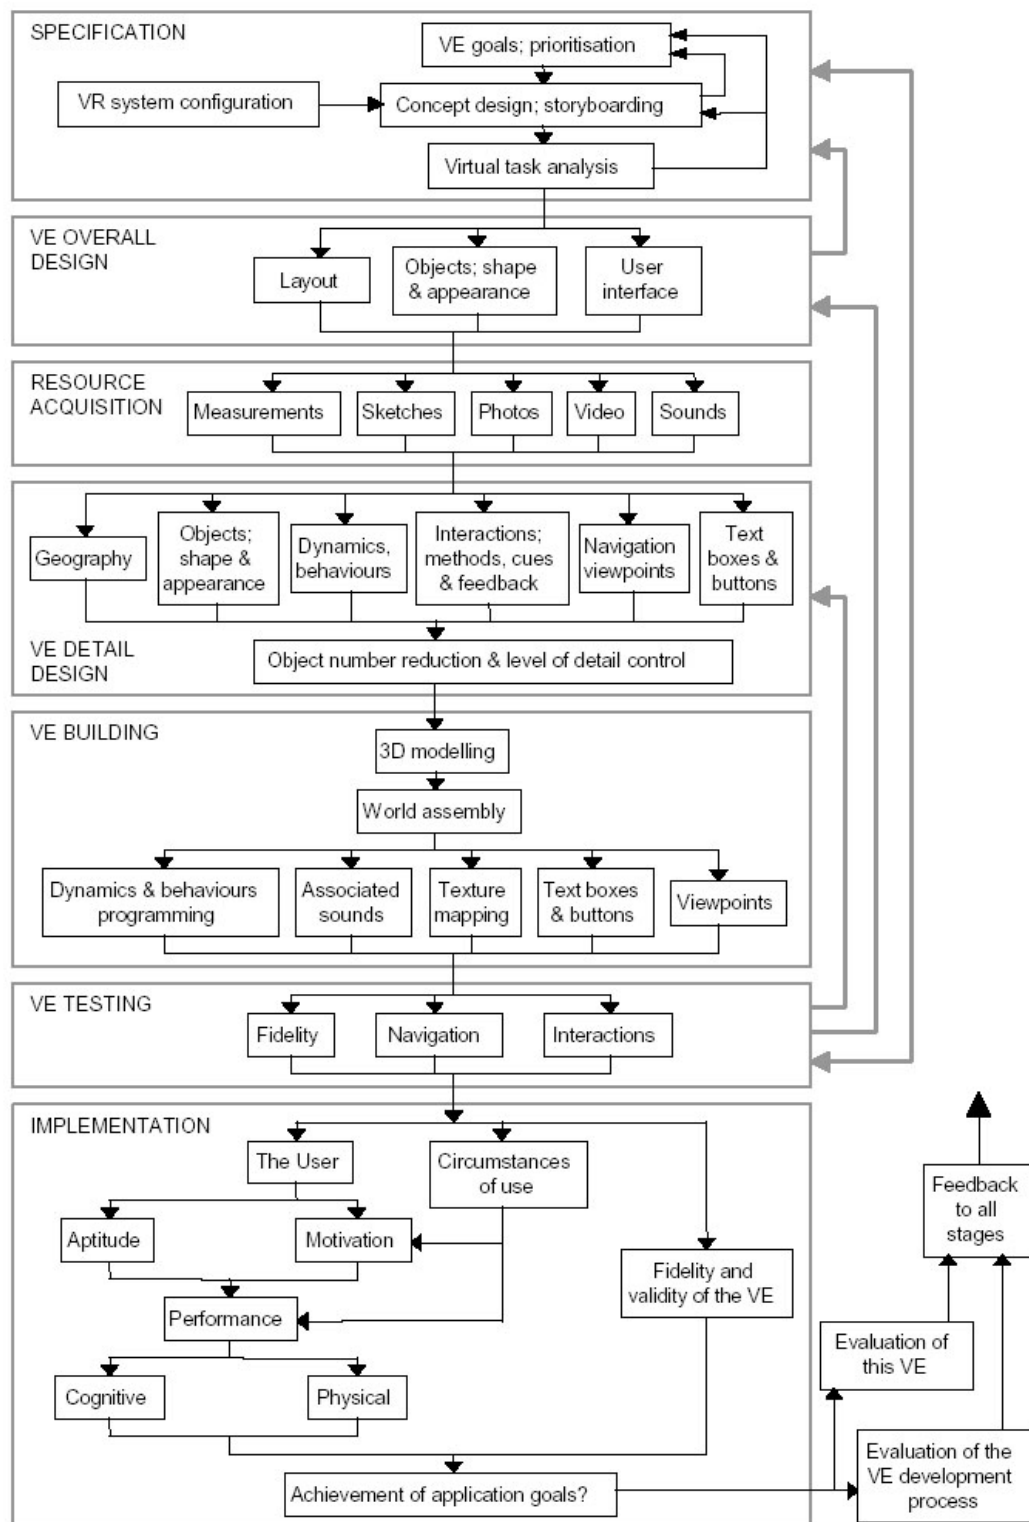 SPECIFICATION
VE goals; prioritisation
VR system configuration
Concept design; storyboarding
Virtual task analysis
VE OVERALL
DESIGN
Layout
Objects; shape
& appearance
User
interface
RESOURCE
ACQUISITION
Measurements
Sketches
Photos
Video
Sounds
Geography
Objects;
shape &
appearance
Dynamics,
behaviours
Interactions;
methods, cues
& feedback
Navigation
viewpoints
Text
boxes &
buttons
VE DETAIL
DESIGN
Object number reduction & level of detail control
VE BUILDING
3D modelling
World assembly
Dynamics & behaviours
programming
Associated
sounds
Texture
mapping
Text boxes
& buttons
Viewpoints
VE TESTING
Fidelity
Navigation
Interactions
IMPLEMENTATION
The User
Circumstances
of use
Aptitude
Motivation
Fidelity and
validity of the VE
Performance
Cognitive
Physical
Achievement of application goals?
Feedback
to all
stages
Evaluation of
this VE
Evaluation of the
VE development
process